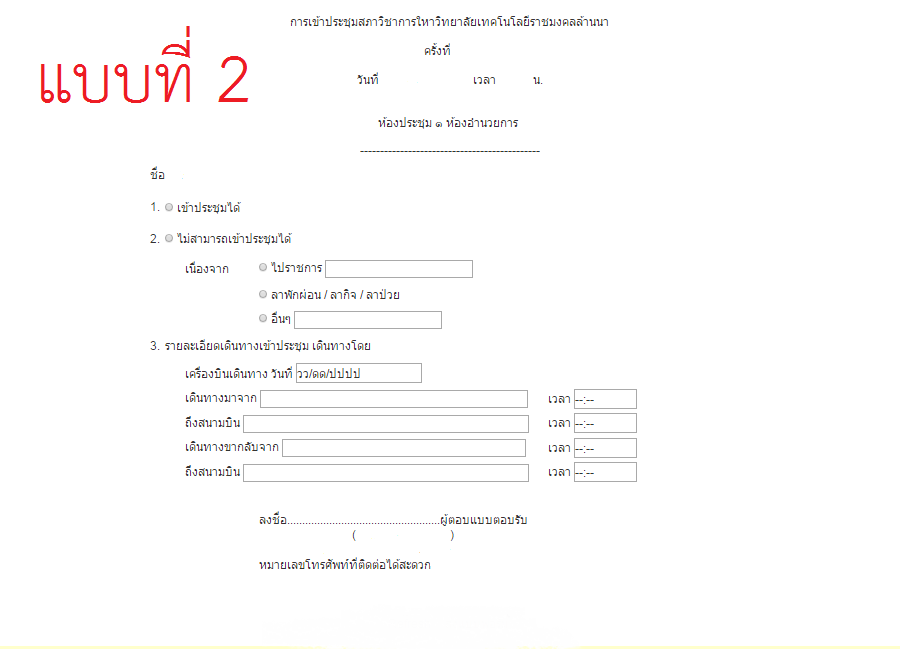 แบบที่ 2
การเข้าประชุมสภาวิชาการใหาวิทยาลัยเทคโนโลยีราชมงคลล้านนา
ครั้งที่
วันที่ เวลา น.
ห้องประชุม ๑ ห้องอำนวยการ
---------------------------------------------
ชื่อ
1. เข้าประชุมได้
2. ไม่สามารถเข้าประชุมได้
เนื่องจาก ไปราชการ
ลาพักผ่อน / ลากิจ / ลาป่วย
อื่นๆ
3. รายละเอียดเดินทางเข้าประชุม เดินทางโดย
เครื่องบินเดินทาง วันที่ วว/ดด/ปปปป
เดินทางมาจาก เวลา --:--
ถึงสนามบิน เวลา --:--
เดินทางขากลับจาก เวลา --:--
ถึงสนามบิน เวลา --:--
ลงชื่อ...................................................ผู้ตอบแบบตอบรับ
( )
หมายเลขโทรศัพท์ที่ติดต่อได้สะดวก